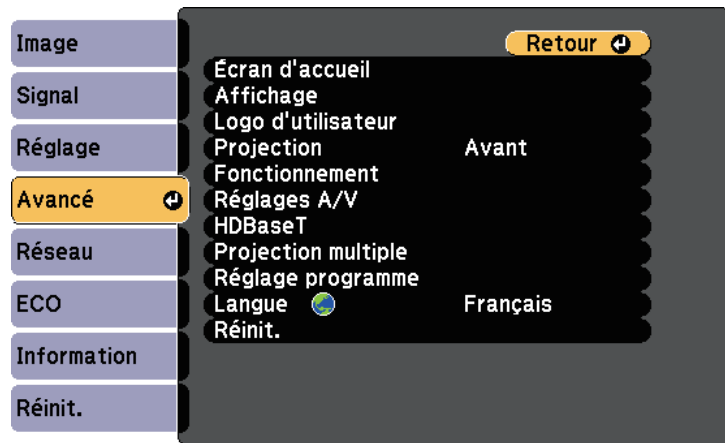 Image
Signal
Réglage
Avancé
Réseau
ECO
Information
Réinit.
Retour
Écran d'accueil
Affichage
Logo d'utilisateur
Projection Avant
Fonctionnement
Réglages A/V
HDBaseT
Projection multiple
Réglage programme
Langue Français
Réinit.